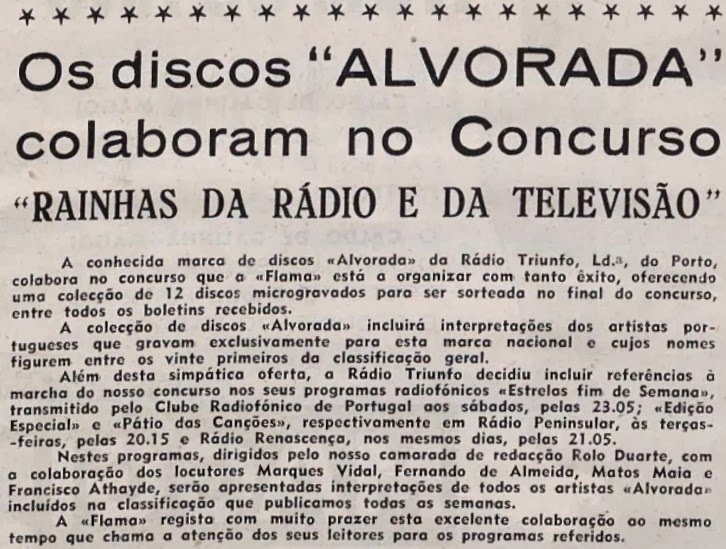 Os discos "ALVORADA"
colaboram no Concurso
"RAINHAS DA RÁDIO E DA TELEVISÃO"
A conhecida marca de discos «Alvorada» da Rádio Triunfo, Ld.ª, do Porto,
colabora no concurso que a «Flama» está a organizar com tanto êxito, oferecendo
uma colecção de 12 discos microgravados para ser sorteada no final do concurso,
entre todos os boletins recebidos.
A colecção de discos «Alvorada» incluirá interpretações dos artistas por-
tugueses que gravam exclusivamente para esta marca nacional e cujos nomes
figurem entre os vinte primeiros da classificação geral.
Além desta simpática oferta, a Rádio Triunfo decidiu incluir referências à
marcha do nosso concurso nos seus programas radiofónicos «Estrelas fim de Semana»,
transmitido pelo Clube Radiofónico de Portugal aos sábados, pelas 23.05; «Edição
Especial» e «Pátio das Canções», respectivamente em Rádio Peninsular, às terças-
-feiras, pelas 20.15 e Rádio Renascença, nos mesmos dias, pelas 21.05.
Nestes programas, dirigidos pelo nosso camarada de redacção Rolo Duarte, com
a colaboração dos locutores Marques Vidal, Fernando de Almeida, Matos Maia e
Francisco Athayde, serão apresentadas interpretações de todos os artistas «Alvorada»
incluídos na classificação que publicamos todas as semanas.
A «Flama» regista com muito prazer esta excelente colaboração ao mesmo
tempo que chama a atenção dos seus leitores para os programas referidos.